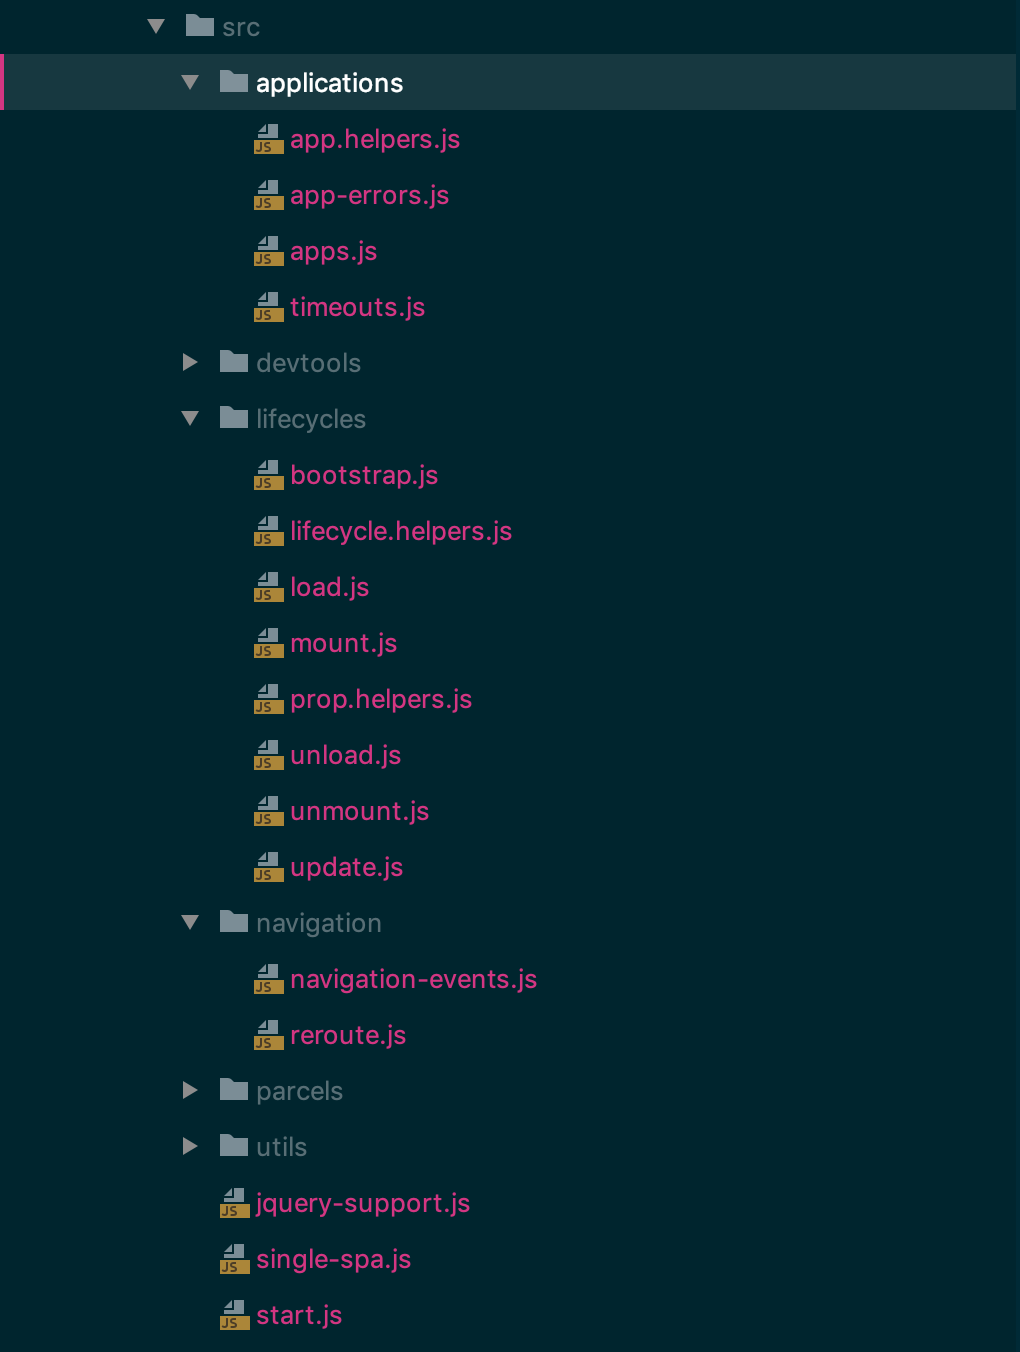 src
applications
JS app.helpers.js
JS app-errors.js
JS apps.js
JS timeouts.js
devtools
lifecycles
JS bootstrap.js
JS lifecycle.helpers.js
JS load.js
JS mount.js
JS prop.helpers.js
JS unload.js
JS unmount.js
JS update.js
navigation
JS navigation-events.js
JS reroute.js
parcels
utils
JS jquery-support.js
JS single-spa.js
JS start.js